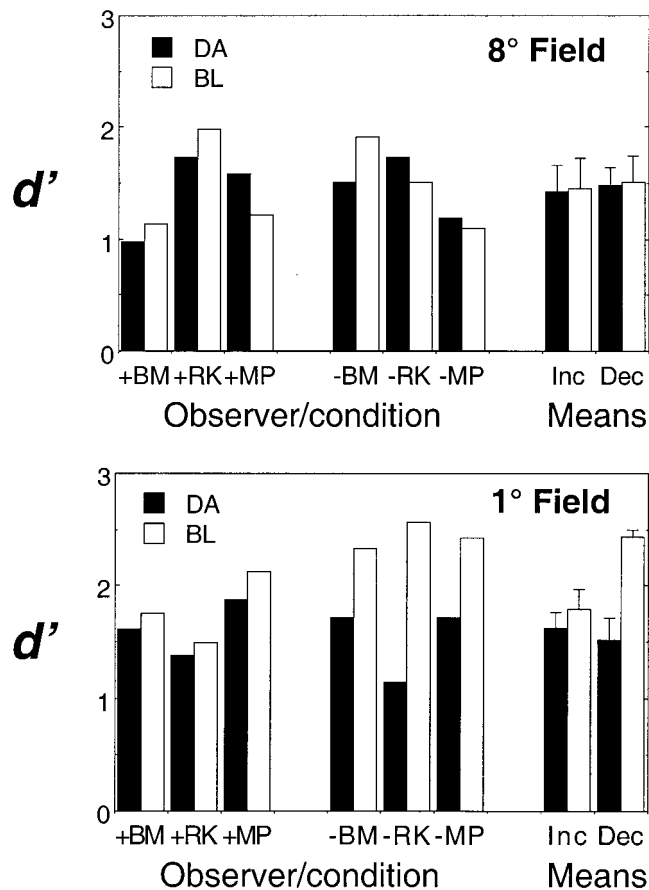 3
DA
8° Field
BL
2
d'
1
0
+BM +RK +MP -BM -RK -MP Inc Dec
Observer/condition Means
3
DA
1° Field
BL
2
d'
1
0
+BM +RK +MP -BM -RK -MP Inc Dec
Observer/condition Means